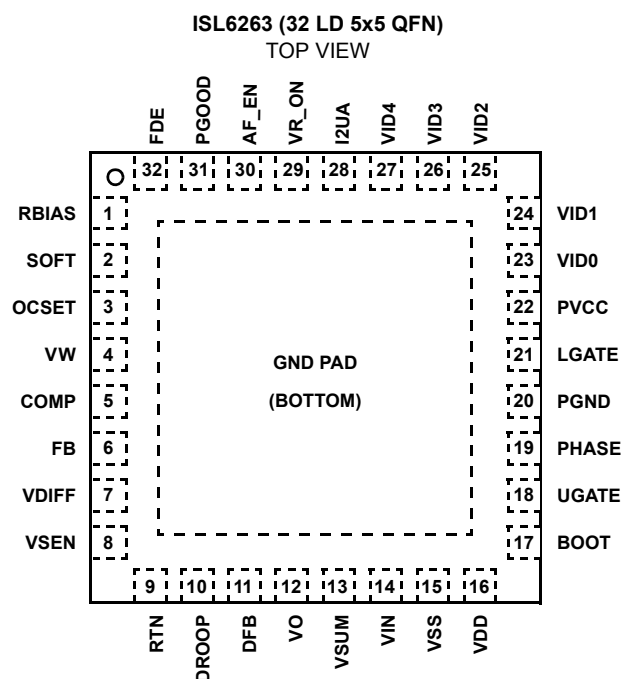 ISL6263 (32 LD 5x5 QFN)
TOP VIEW
FDE PGOOD AF_EN VR_ON I2UA VID4 VID3 VID2
32 31 30 29 28 27 26 25
RBIAS 1 24 VID1
SOFT 2 23 VID0
OCSET 3 22 PVCC
VW 4 21 LGATE
GND PAD
(BOTTOM)
COMP 5 20 PGND
FB 6 19 PHASE
VDIFF 7 18 UGATE
VSEN 8 17 BOOT
9 10 11 12 13 14 15 16
RTN DROOP DFB VO VSUM VIN VSS VDD